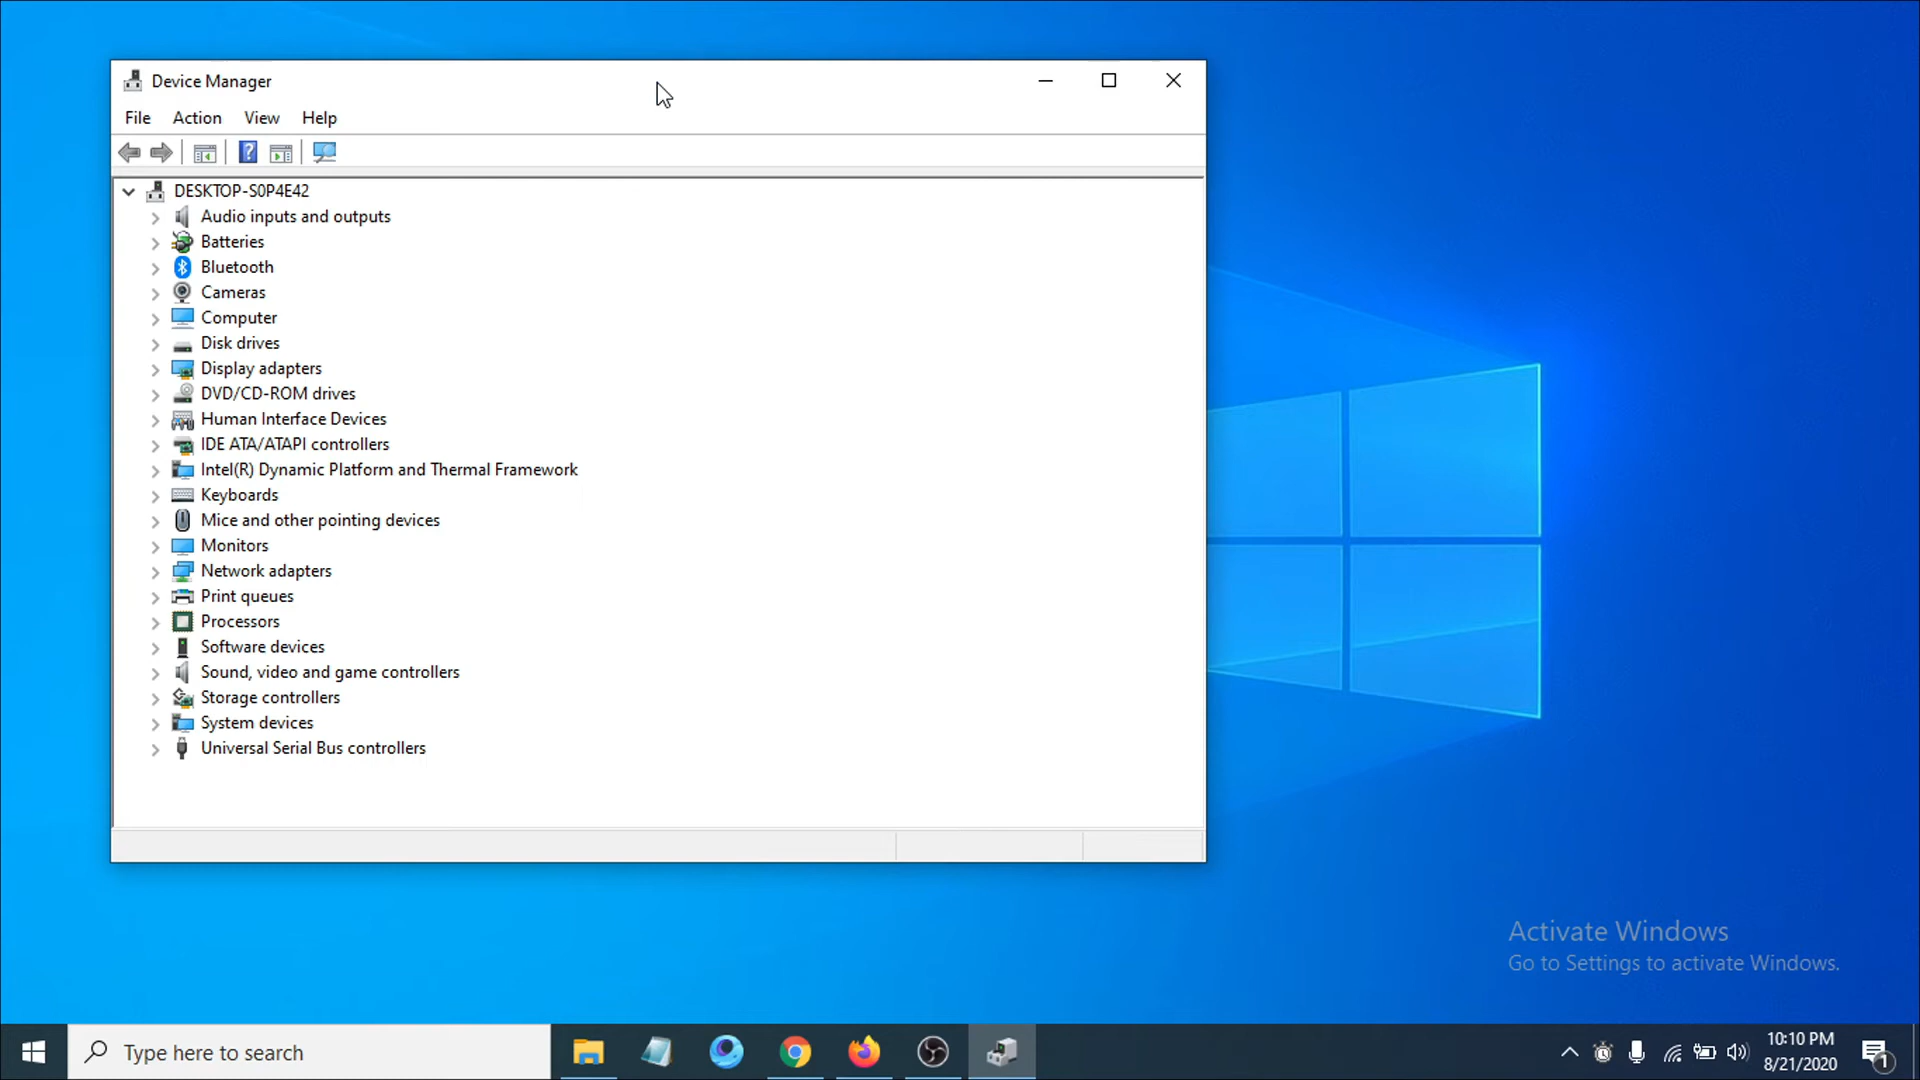 Device Manager
File Action View Help
DESKTOP-S0P4E42
Audio inputs and outputs
Batteries
Bluetooth
Cameras
Computer
Disk drives
Display adapters
DVD/CD-ROM drives
Human Interface Devices
IDE ATA/ATAPI controllers
Intel(R) Dynamic Platform and Thermal Framework
Keyboards
Mice and other pointing devices
Monitors
Network adapters
Print queues
Processors
Software devices
Sound, video and game controllers
Storage controllers
System devices
Universal Serial Bus controllers
Activate Windows
Go to Settings to activate Windows.
Type here to search
10:10 PM
8/21/2020
1